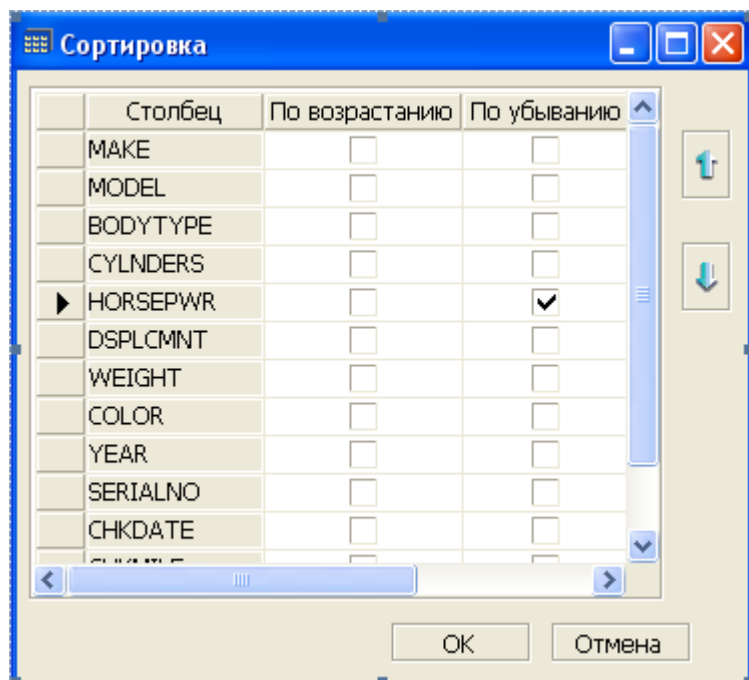 Сортировка
Столбец По возрастанию По убыванию
MAKE
MODEL
BODYTYPE
CYLNDERS
HORSEPWR
DSPLCMNT
WEIGHT
COLOR
YEAR
SERIALNO
CHKDATE
OK Отмена